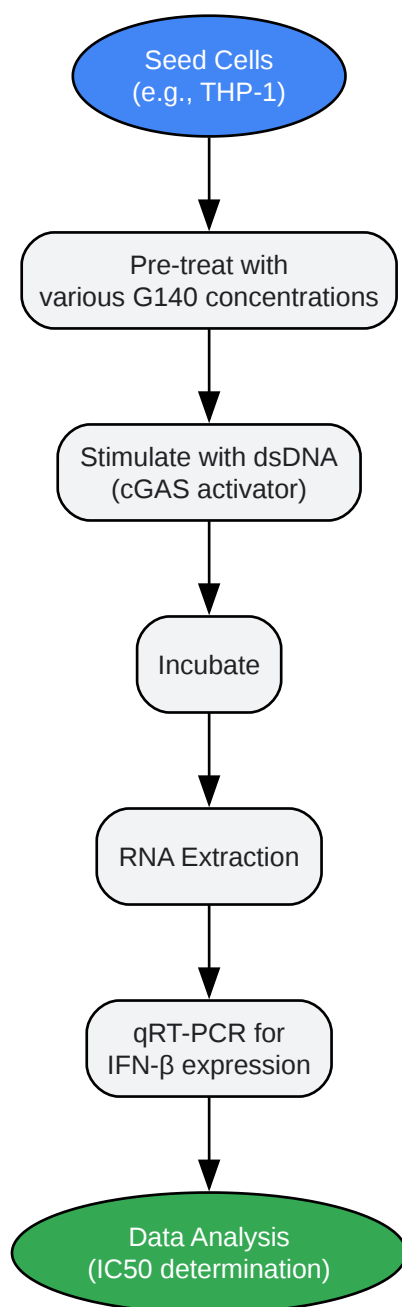 Seed Cells
(e.g., THP-1)
Pre-treat with
various G140 concentrations
Stimulate with dsDNA
(cGAS activator)
Incubate
RNA Extraction
qRT-PCR for
IFN-β expression
Data Analysis
(IC50 determination)